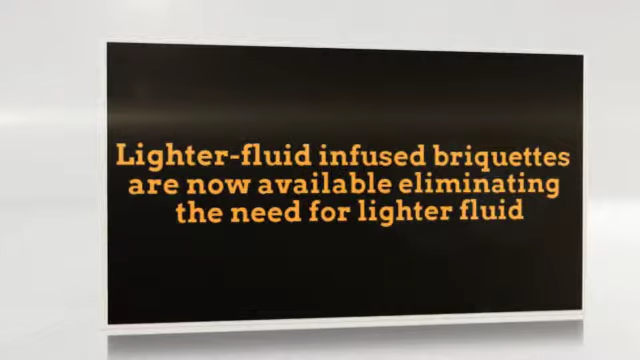 Lighter-fluid infused briquettes
are now available eliminating
the need for lighter fluid